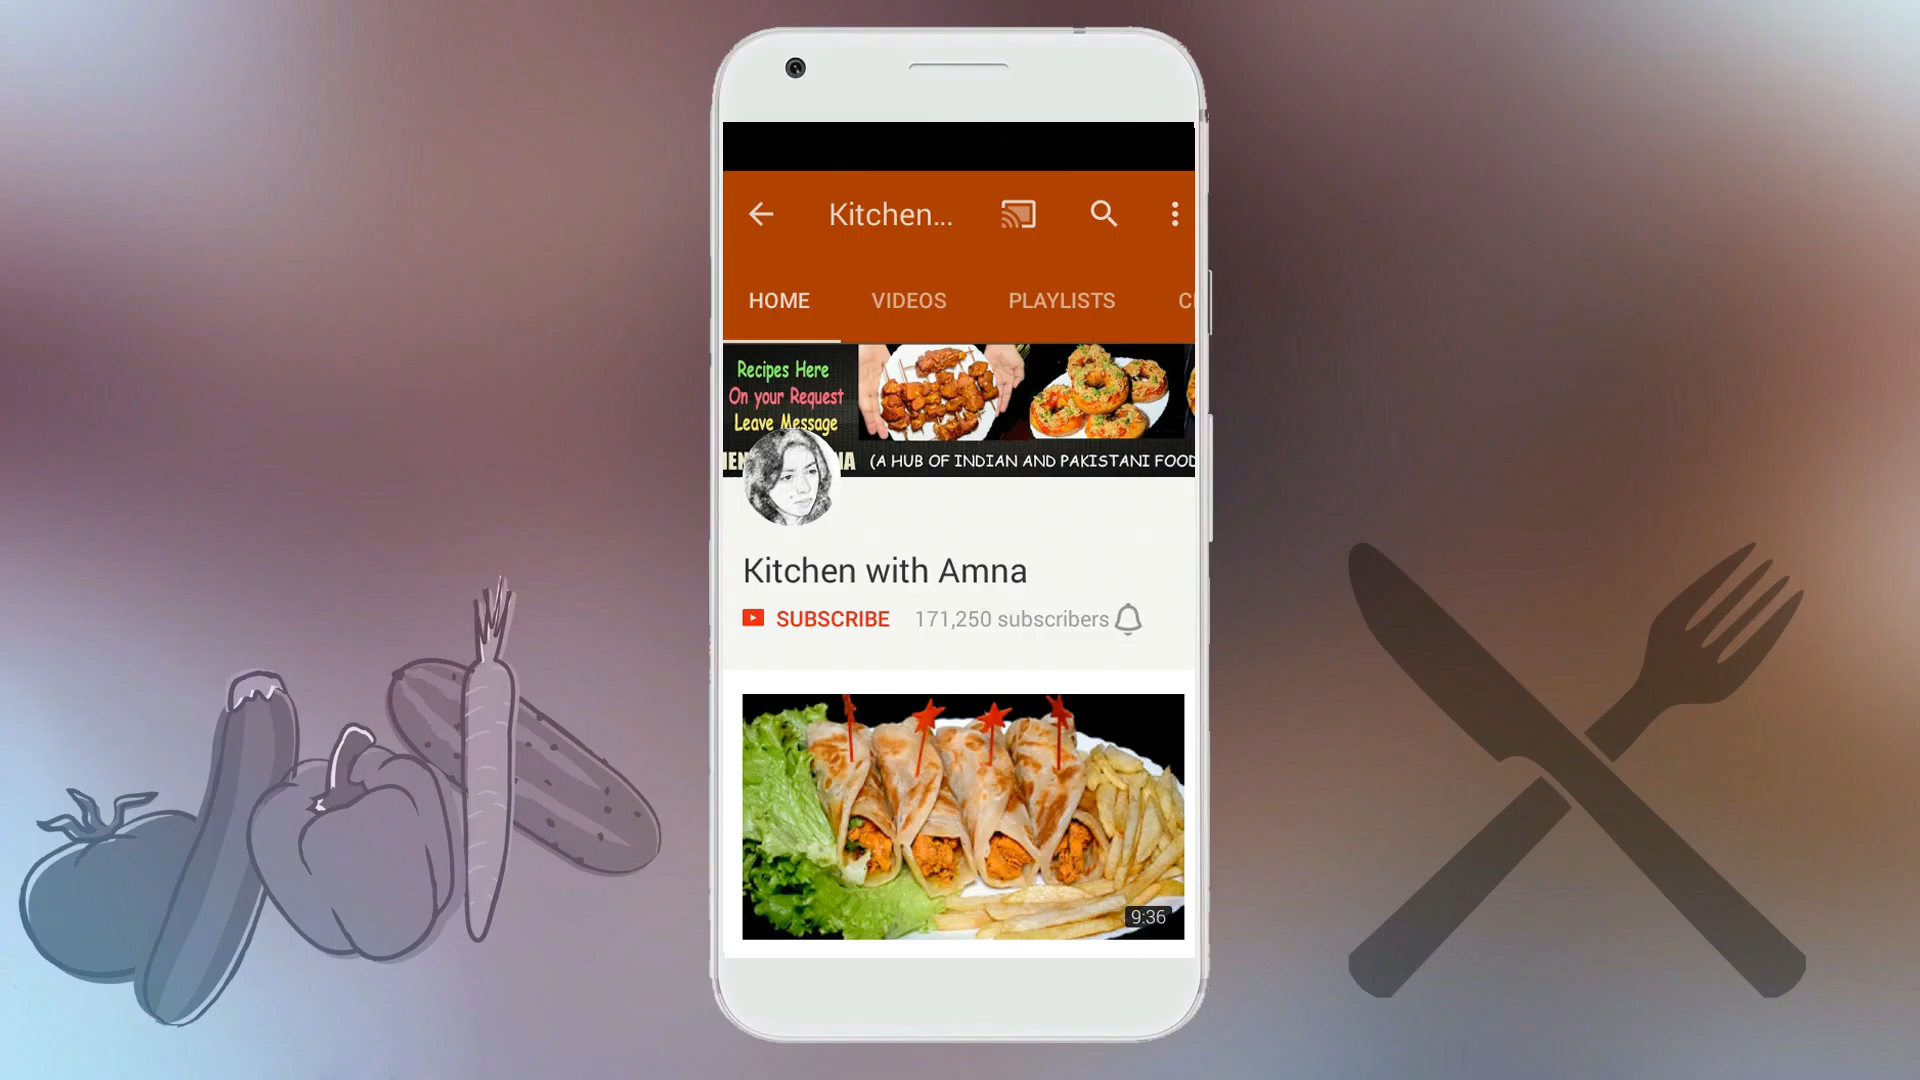 Kitchen...
HOME VIDEOS PLAYLISTS
Recipes Here
On your Request
Leave Message
(A HUB OF INDIAN AND PAKISTANI FOOD
Kitchen with Amna
SUBSCRIBE 171,250 subscribers
9:36